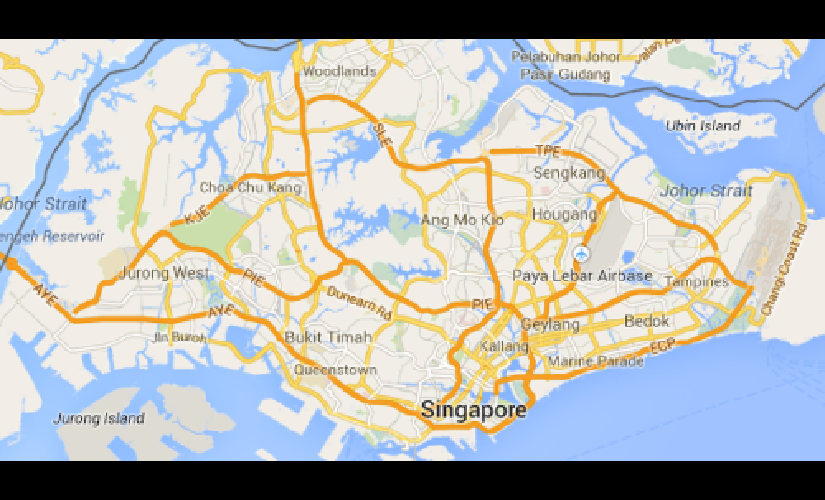 Woodlands
Pelabuhan Johor
Pasir Gudang
Jalan
SLE
Ubin Island
TPE
Sengkang
Johor Strait
Choa Chu Kang
Johor Strait
KJE
Ang Mo Kio
Hougang
engeh Reservoir
Changi Coast Rd
Jurong West
PIE
Paya Lebar Airbase
Tampines
AYE
Dunearn Rd
PIE
AYE
Geylang
Bedok
Jln Buroh
Bukit Timah
Kallang
ECP
Marine Parade
Queenstown
Singapore
Jurong Island